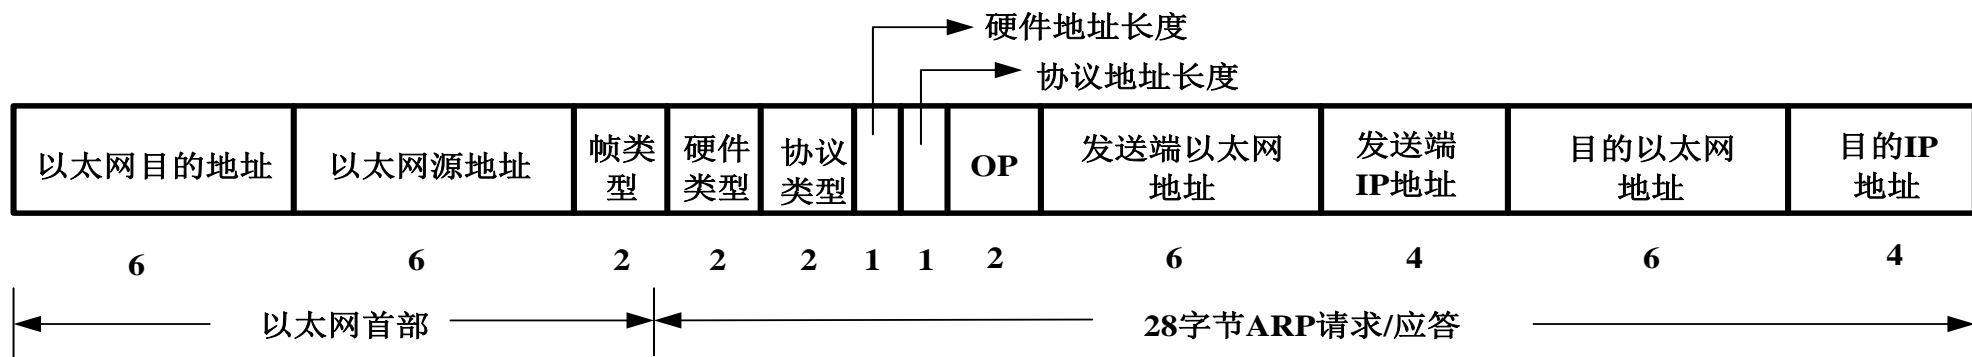 硬件地址长度
协议地址长度
以太网目的地址
以太网源地址
帧类
型
硬件
类型
协议
类型
OP
发送端以太网
地址
发送端
IP地址
目的以太网
地址
目的IP
地址
6
6
2
2
2
1
1
2
6
4
6
4
以太网首部
28字节ARP请求/应答